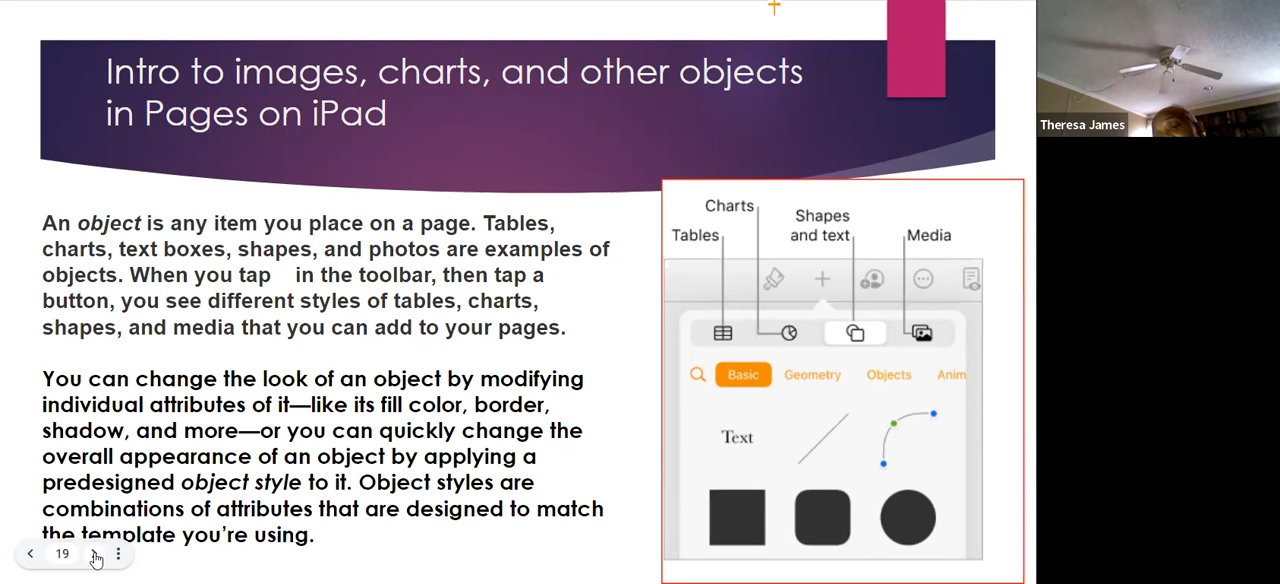 Intro to images, charts, and other objects
in Pages on iPad
An object is any item you place on a page. Tables,
charts, text boxes, shapes, and photos are examples of
objects. When you tap in the toolbar, then tap a
button, you see different styles of tables, charts,
shapes, and media that you can add to your pages.
You can change the look of an object by modifying
individual attributes of it—like its fill color, border,
shadow, and more—or you can quickly change the
overall appearance of an object by applying a
predesigned object style to it. Object styles are
combinations of attributes that are designed to match
the template you're using.
19
Charts
Shapes
and text
Tables
Media
Basic
Geometry
Objects
Anim
Text
Theresa James